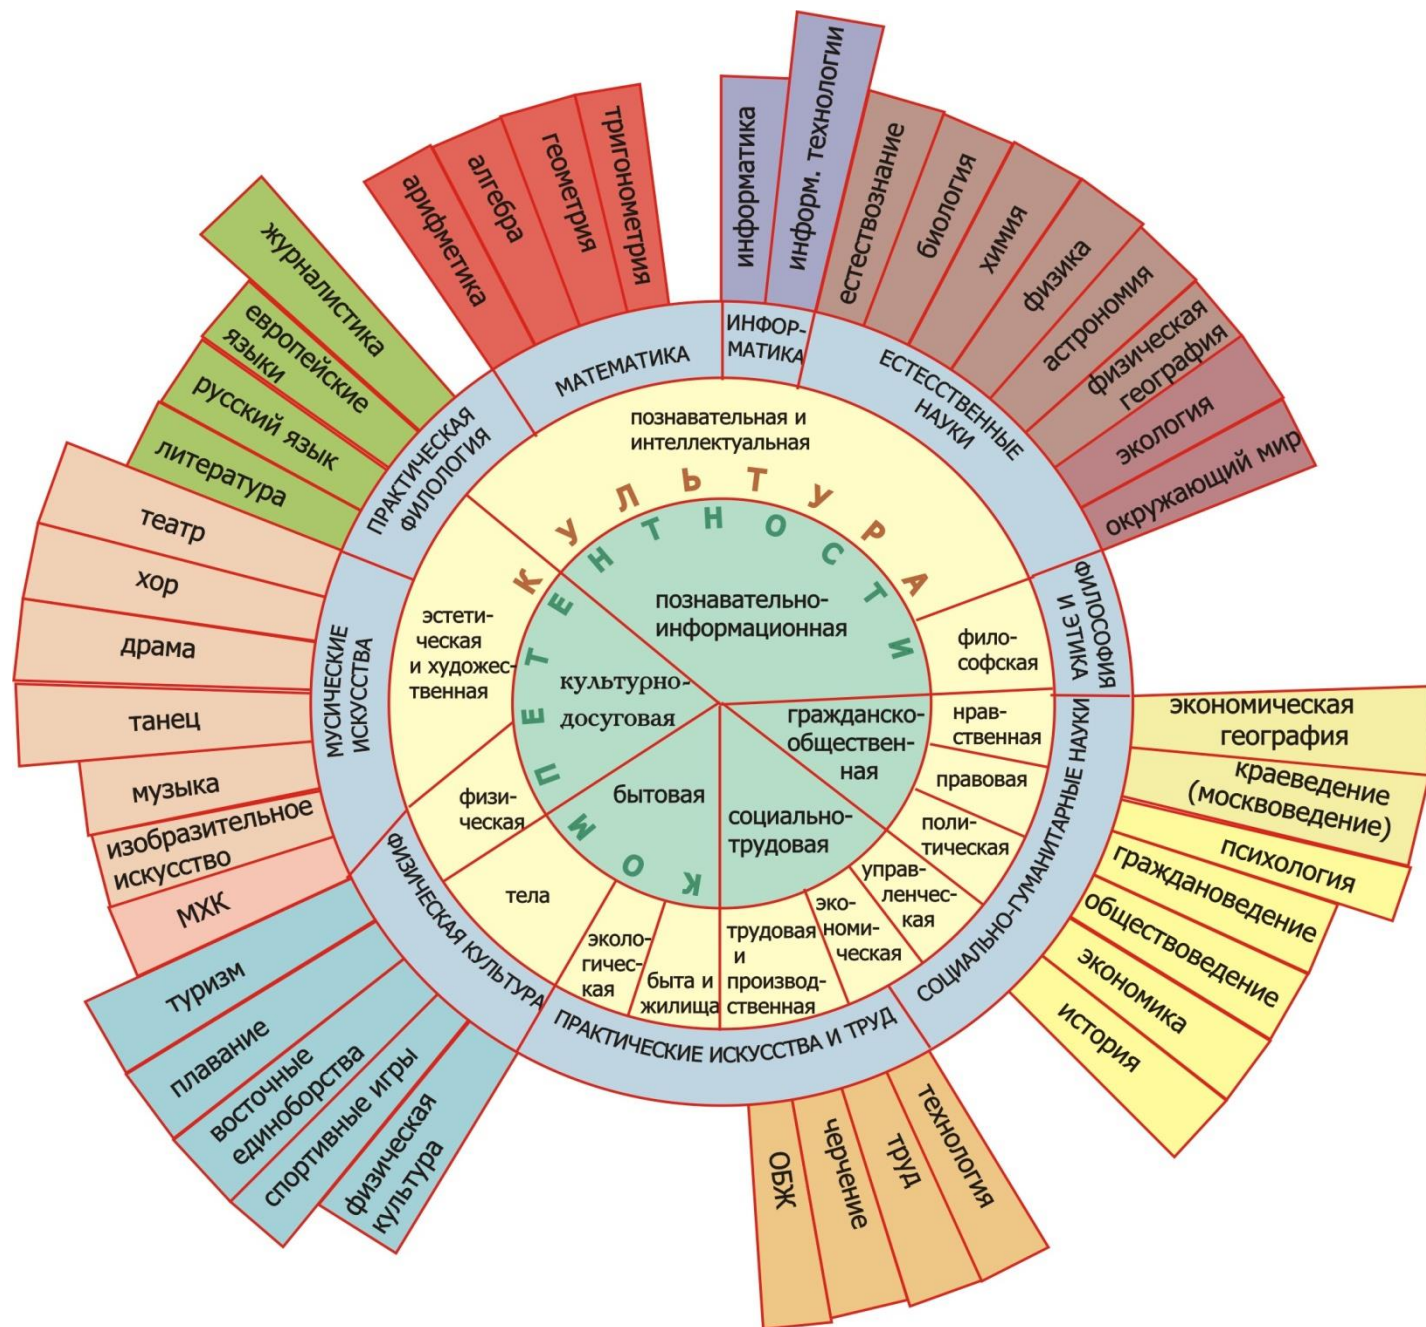 арифметика
алгебра
геометрия
тригонометрия
информатика
информ. технологии
естествознание
биология
химия
физика
астрономия
физическая
география
экология
окружающий мир
экономическая
география
краеведение
(москвоведение)
психология
граждановедение
обществоведение
экономика
история
технология
труд
черчение
ОБЖ
физическая
культура
спортивные игры
восточные
единоборства
плавание
туризм
МХК
изобразительное
искусство
музыка
танец
драма
хор
театр
литература
русский язык
европейские
языки
журналистика
МАТЕМАТИКА
ИНФОР-
МАТИКА
ЕСТЕССТВЕННЫЕ
НАУКИ
ФИЛОСОФИЯ
И ЭТИКА
СОЦИАЛЬНО-ГУМАНИТАРНЫЕ НАУКИ
ПРАКТИЧЕСКИЕ ИСКУССТВА И ТРУД
ФИЗИЧЕСКАЯ КУЛЬТУРА
МУСИЧЕСКИЕ
ИСКУССТВА
ПРАКТИЧЕСКАЯ
ФИЛОЛОГИЯ
познавательная и
интеллектуальная
КУЛЬТУРА
фило-
софская
нрав-
ственная
правовая
поли-
тическая
управ-
ленчес-
кая
эко-
номи-
ческая
трудовая
и
производ-
ственная
быта и
жилища
эколо-
гичес-
кая
тела
физи-
ческая
эстети-
ческая
и художес-
твенная
КОМПЕТЕНТНОСТИ
познавательно-
информационная
гражданско-
обществен-
ная
социально-
трудовая
бытовая
культурно-
досуговая